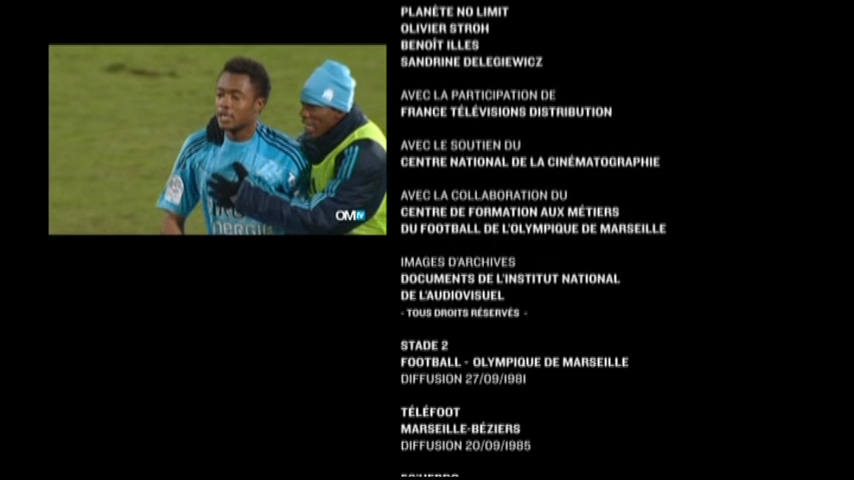 PLANÈTE NO LIMIT
OLIVIER STROH
BENOÎT ILLES
SANDRINE DELEGIEWICZ
AVEC LA PARTICIPATION DE
FRANCE TÉLÉVISIONS DISTRIBUTION
AVEC LE SOUTIEN DU
CENTRE NATIONAL DE LA CINÉMATOGRAPHIE
AVEC LA COLLABORATION DU
CENTRE DE FORMATION AUX MÉTIERS
DU FOOTBALL DE L'OLYMPIQUE DE MARSEILLE
IMAGES D'ARCHIVES
DOCUMENTS DE L'INSTITUT NATIONAL
DE L'AUDIOVISUEL
- TOUS DROITS RÉSERVÉS -
STADE 2
FOOTBALL - OLYMPIQUE DE MARSEILLE
DIFFUSION 27/09/1981
TÉLÉFOOT
MARSEILLE-BÉZIERS
DIFFUSION 20/09/1985
OMtv